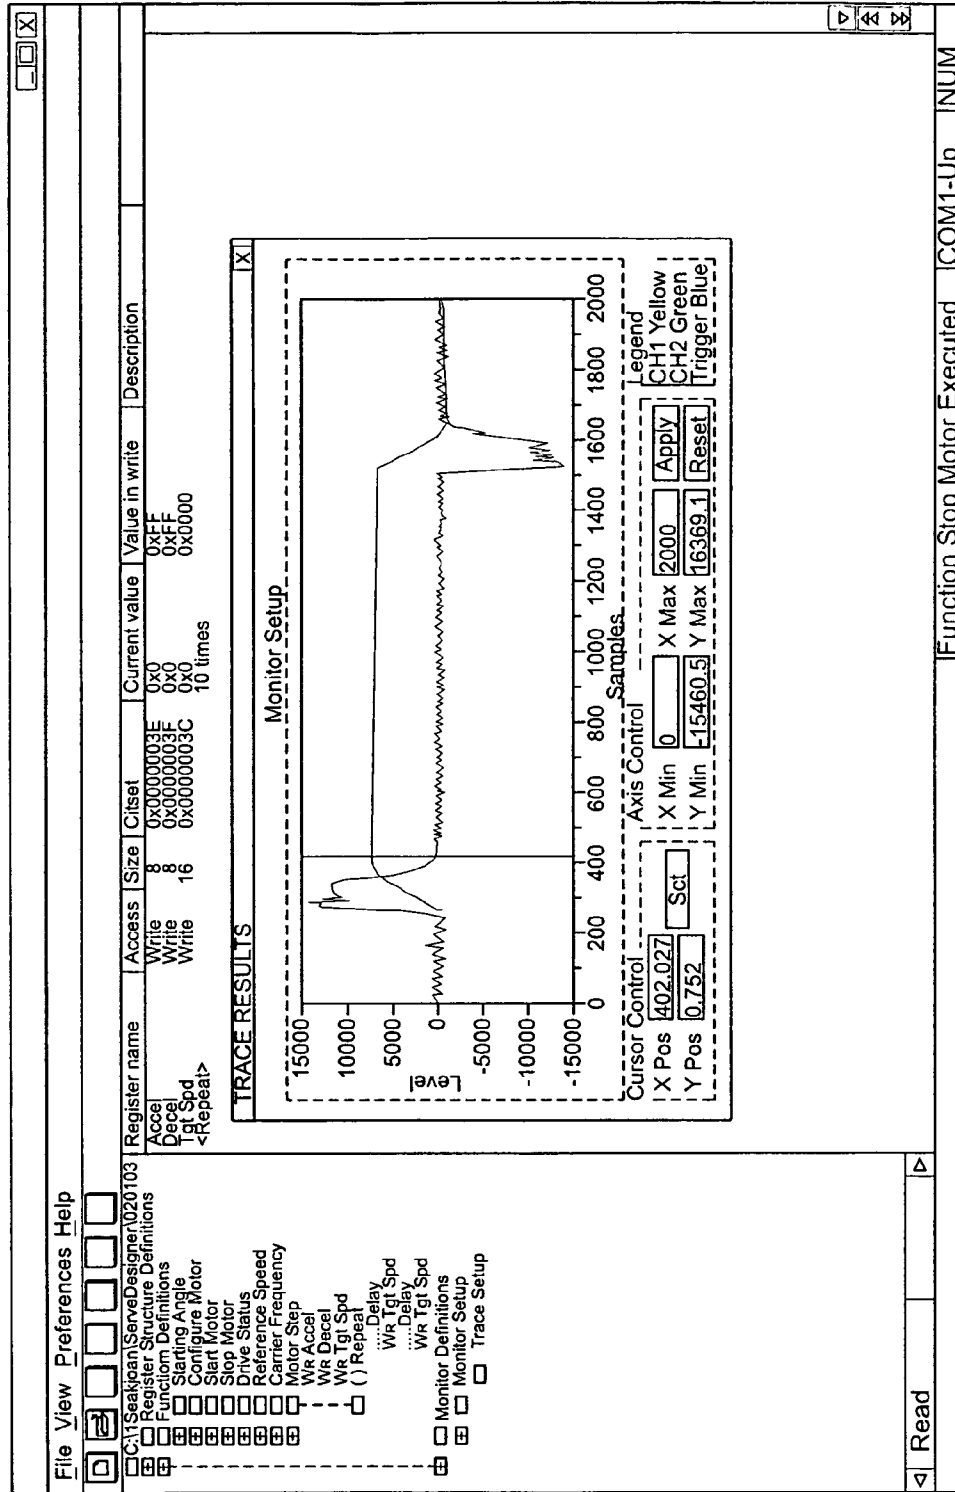 File View Preferences Help
C:\1Seakjoan\ServeDesigner\020103
Register Structure Definitions
Functiom Definitions
Starting Angle
Configure Motor
Slart Motor
Slop Motor
Drive Status
Reference Speed
Carrier Frequency
Motor Step
WR Accel
WR Decel
WR Tgt Spd
( ) Repeat
.....Delay
WR Tgt Spd
.....Delay
WR Tgt Spd
Monitor Definitions
Monitor Setup
Trace Setup
Read
Register name Access Size Citset Current value Value in write Description
Accel Write 8 0x0000003E 0x0 0xFF
Decel Write 8 0x0000003F 0x0 0xFF
Tgt Spd Write 16 0x0000003C 0x0 0x0000
<Repeat> 10 times
TRACE RESULTS X
Monitor Setup
15000
10000
5000
0
-5000
-10000
-15000
Level
0 200 400 600 800 1000 1200 1400 1600 1800 2000
Samples
Cursor Control
X Pos 402.027
Y Pos 0.752
Sct
Axis Control
X Min 0 X Max 2000 Apply
Y Min -15460.5 Y Max 16369.1 Reset
Legend
CH1 Yellow
CH2 Green
Trigger Blue
Function Stop Motor Executed COM1-Up NUM